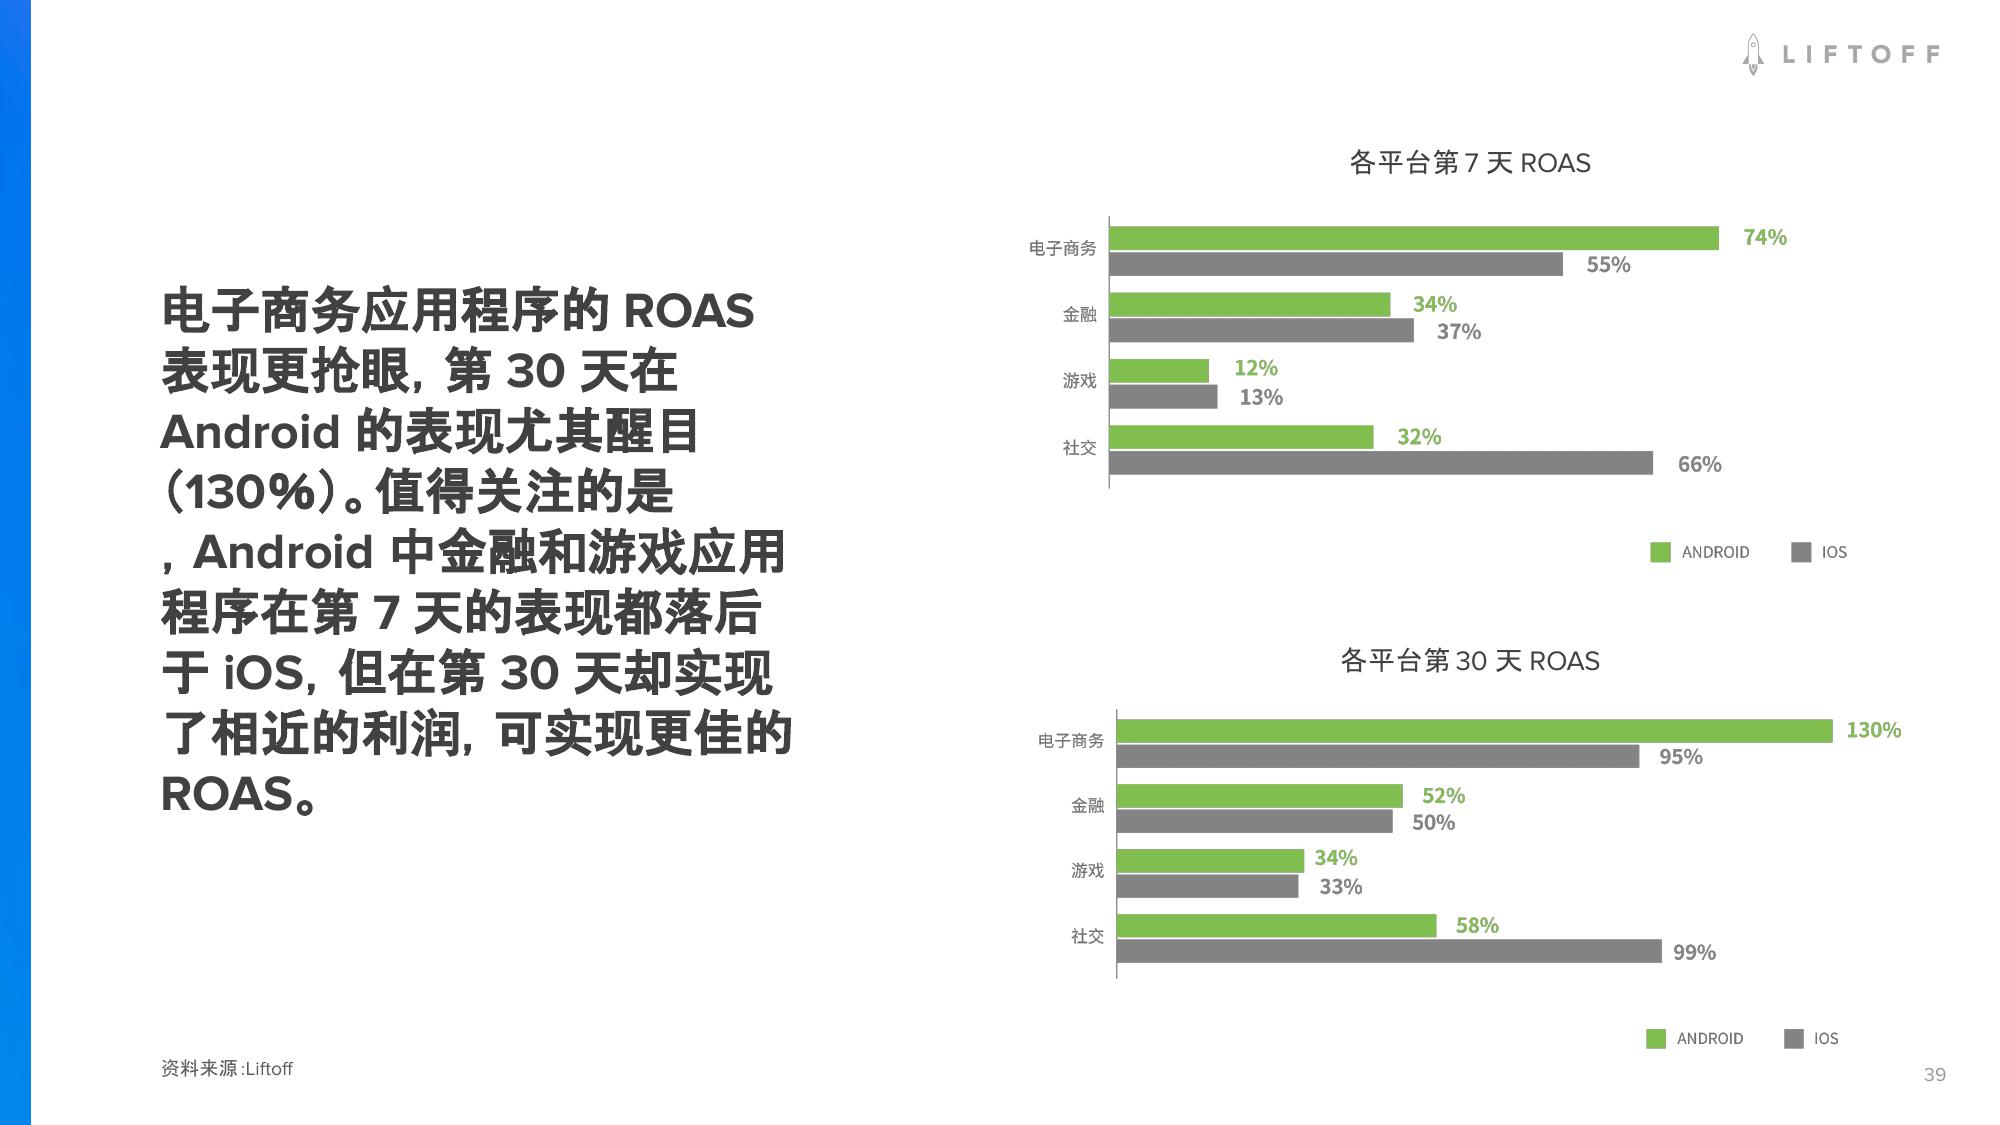 LIFTOFF
电子商务应用程序的 ROAS
表现更抢眼, 第 30 天在
Android 的表现尤其醒目
(130%)。值得关注的是
, Android 中金融和游戏应用
程序在第 7 天的表现都落后
于 iOS, 但在第 30 天却实现
了相近的利润, 可实现更佳的
ROAS。
各平台第 7 天 ROAS
电子商务
74%
55%
金融
34%
37%
游戏
12%
13%
社交
32%
66%
ANDROID
IOS
各平台第 30 天 ROAS
电子商务
130%
95%
金融
52%
50%
游戏
34%
33%
社交
58%
99%
ANDROID
IOS
资料来源:Liftoff
39